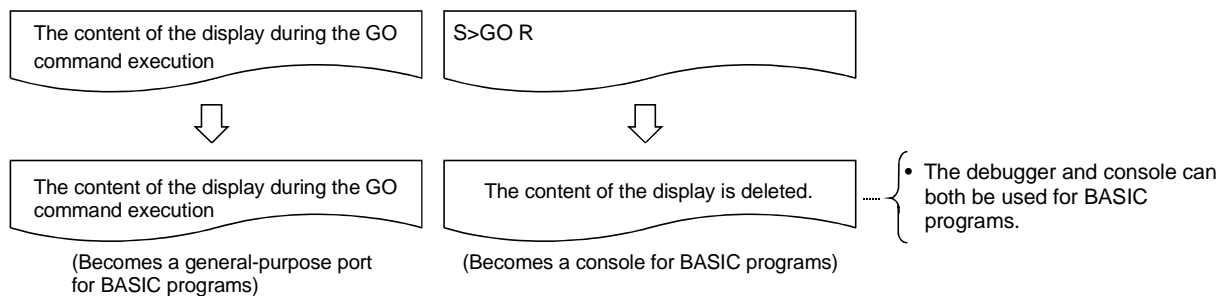 The content of the display during the GO
command execution
S>GO R
The content of the display during the GO
command execution
The content of the display is deleted.
• The debugger and console can
both be used for BASIC
programs.
(Becomes a general-purpose port
for BASIC programs)
(Becomes a console for BASIC programs)